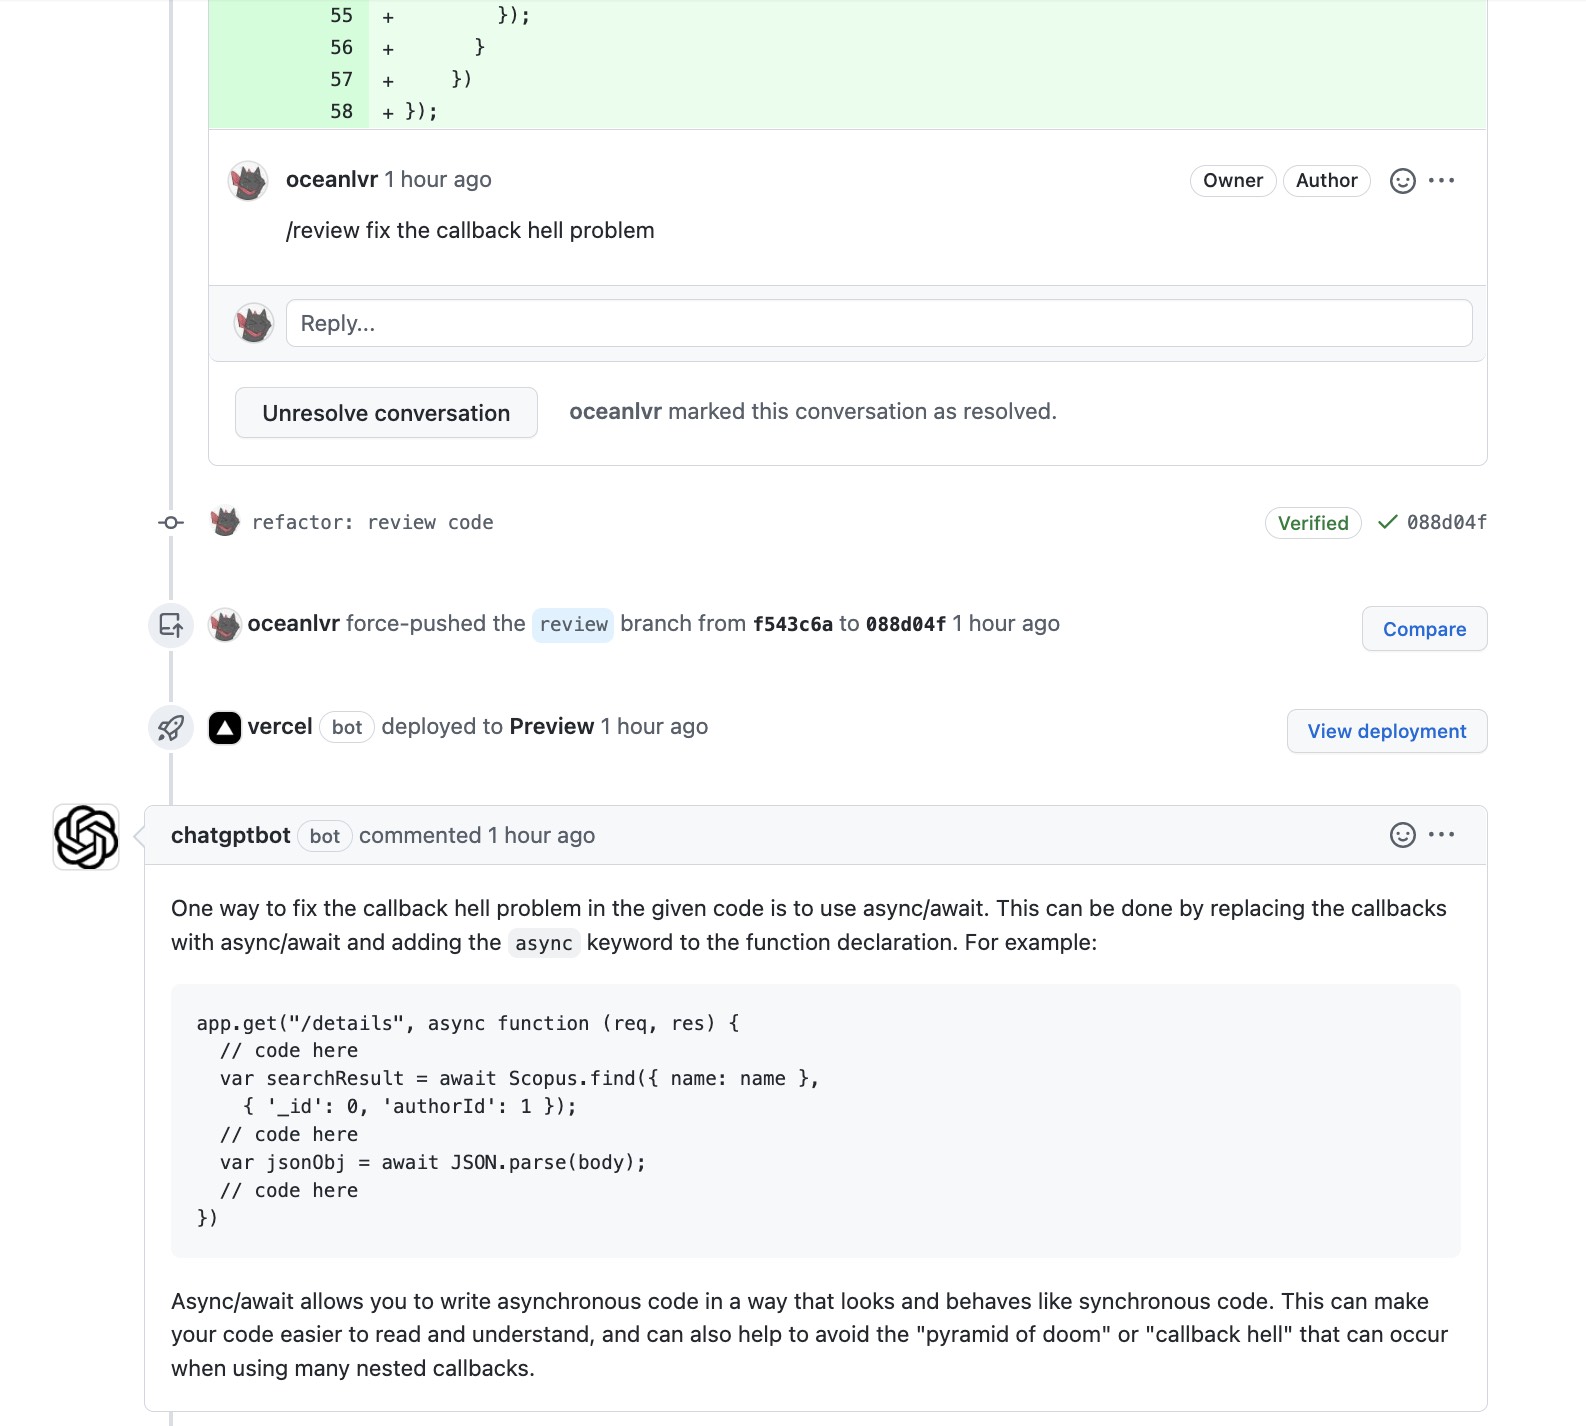 55 + });
56 + }
57 + })
58 + });
oceanlvr 1 hour ago Owner Author
/review fix the callback hell problem
Reply...
Unresolve conversation oceanlvr marked this conversation as resolved.
refactor: review code Verified 088d04f
oceanlvr force-pushed the review branch from f543c6a to 088d04f 1 hour ago Compare
vercel bot deployed to Preview 1 hour ago View deployment
chatgptbot bot commented 1 hour ago
One way to fix the callback hell problem in the given code is to use async/await. This can be done by replacing the callbacks
with async/await and adding the async keyword to the function declaration. For example:
app.get("/details", async function (req, res) {
  // code here
  var searchResult = await Scopus.find({ name: name },
    { '_id': 0, 'authorId': 1 });
  // code here
  var jsonObj = await JSON.parse(body);
  // code here
})
Async/await allows you to write asynchronous code in a way that looks and behaves like synchronous code. This can make
your code easier to read and understand, and can also help to avoid the "pyramid of doom" or "callback hell" that can occur
when using many nested callbacks.